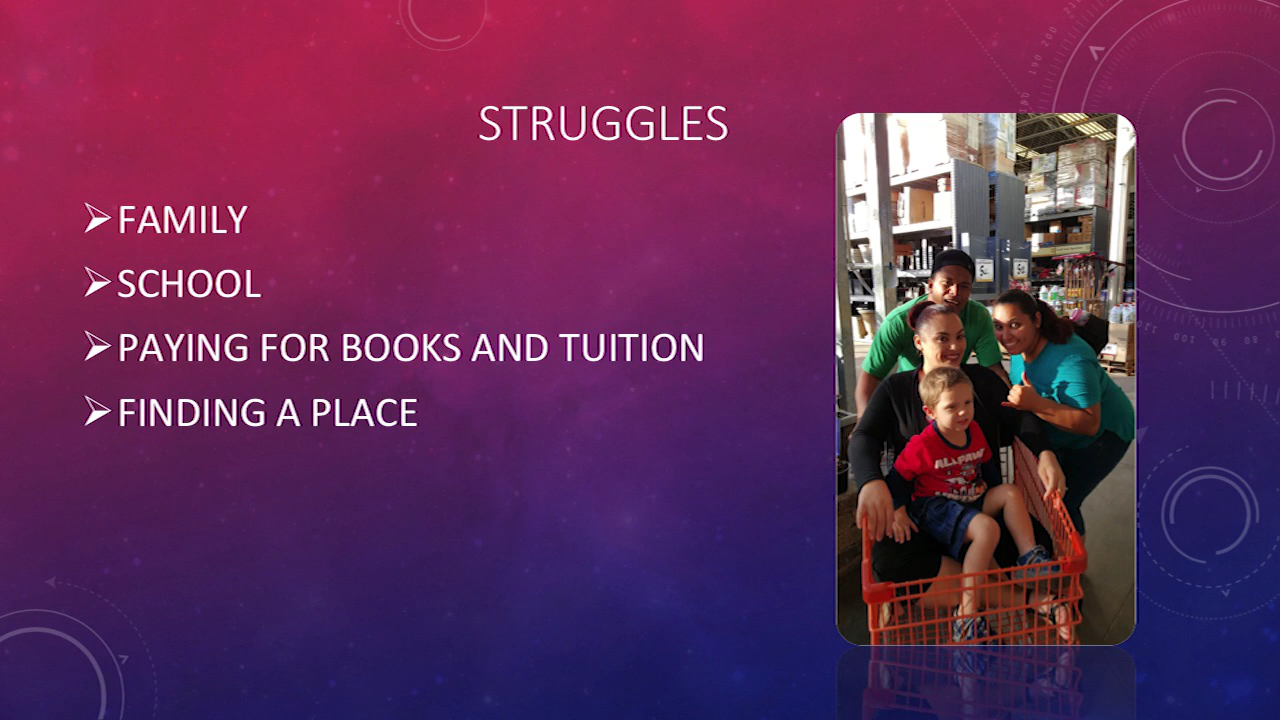 STRUGGLES
➢FAMILY
➢SCHOOL
➢PAYING FOR BOOKS AND TUITION
➢FINDING A PLACE